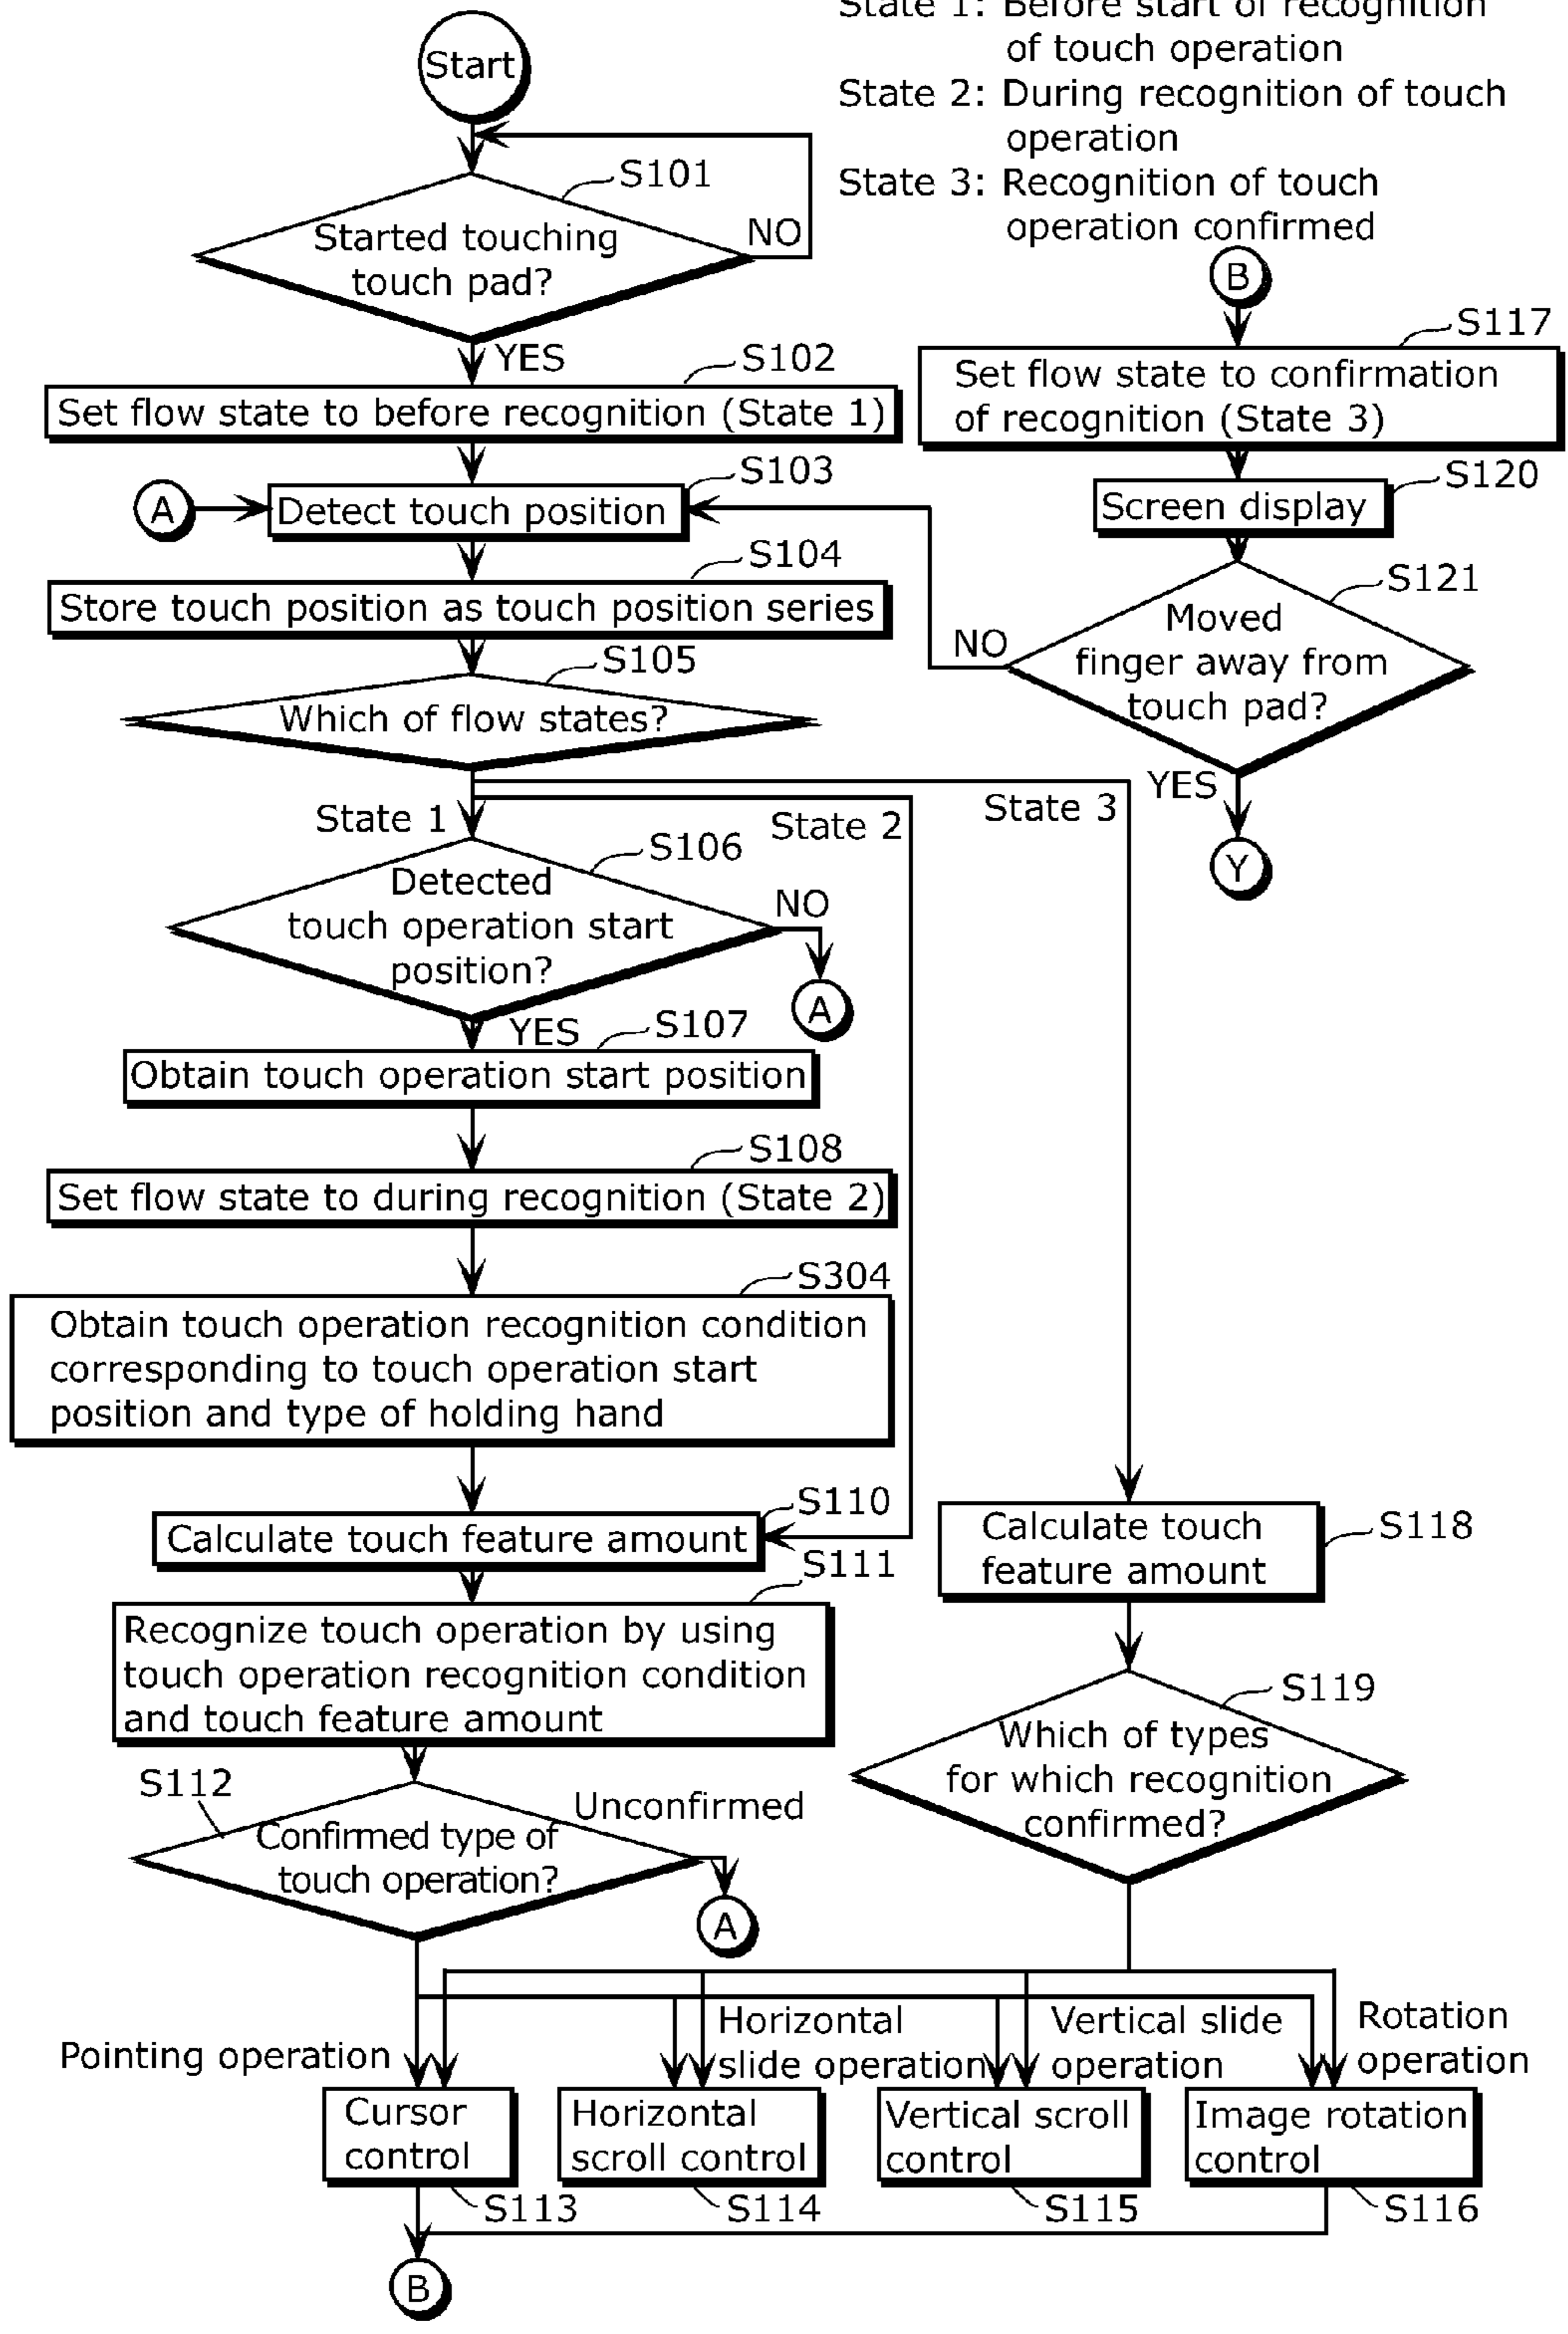 Start
State 1: Before start of recognition
of touch operation
State 2: During recognition of touch
operation
State 3: Recognition of touch
operation confirmed
S101
Started touching
touch pad?
NO
YES
S102
Set flow state to before recognition (State 1)
A
S103
Detect touch position
S104
Store touch position as touch position series
S105
Which of flow states?
State 1
State 2
State 3
S106
Detected
touch operation start
position?
NO
A
YES
S107
Obtain touch operation start position
S108
Set flow state to during recognition (State 2)
S304
Obtain touch operation recognition condition
corresponding to touch operation start
position and type of holding hand
S110
Calculate touch feature amount
S111
Recognize touch operation by using
touch operation recognition condition
and touch feature amount
S112
Confirmed type of
touch operation?
Unconfirmed
A
B
S117
Set flow state to confirmation
of recognition (State 3)
S120
Screen display
S121
Moved
finger away from
touch pad?
NO
YES
Y
S118
Calculate touch
feature amount
S119
Which of types
for which recognition
confirmed?
Pointing operation
Horizontal
slide operation
Vertical slide
operation
Rotation
operation
Cursor
control
S113
Horizontal
scroll control
S114
Vertical scroll
control
S115
Image rotation
control
S116
B